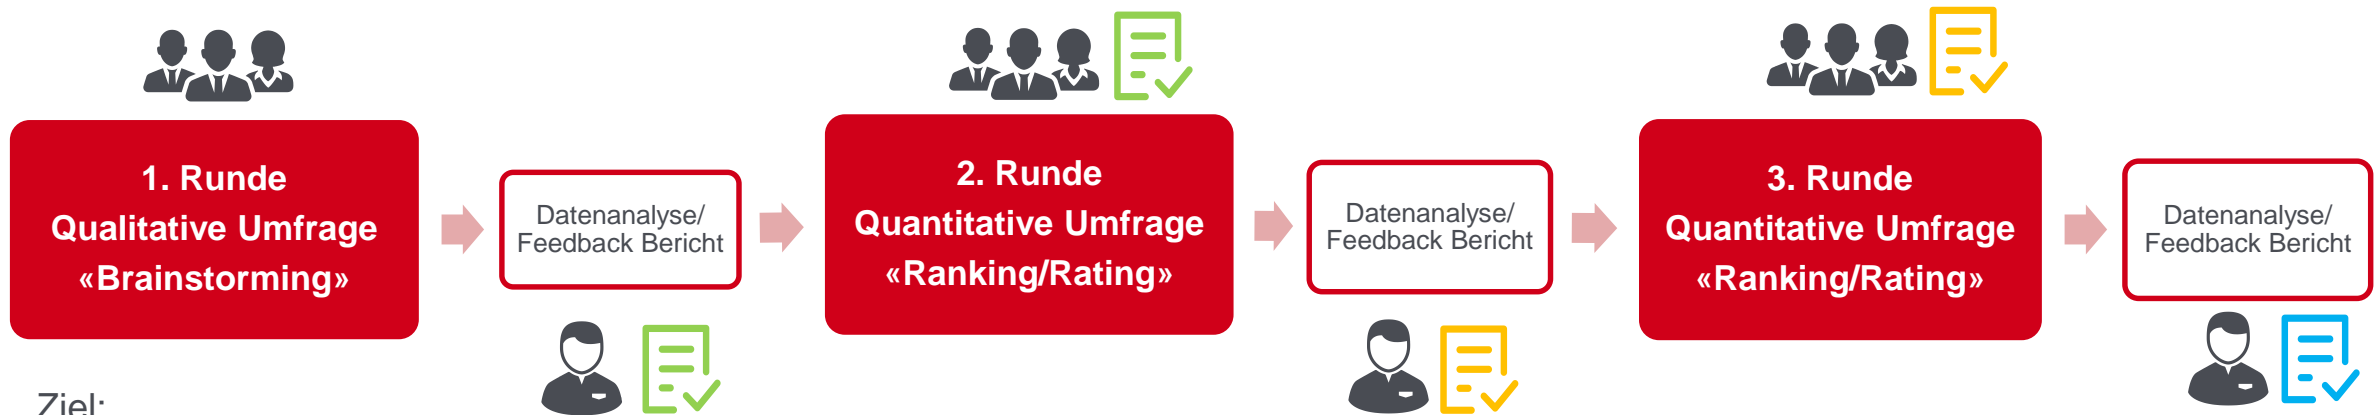 1. Runde
Qualitative Umfrage
«Brainstorming»
Datenanalyse/
Feedback Bericht
2. Runde
Quantitative Umfrage
«Ranking/Rating»
Datenanalyse/
Feedback Bericht
3. Runde
Quantitative Umfrage
«Ranking/Rating»
Datenanalyse/
Feedback Bericht
Ziel: